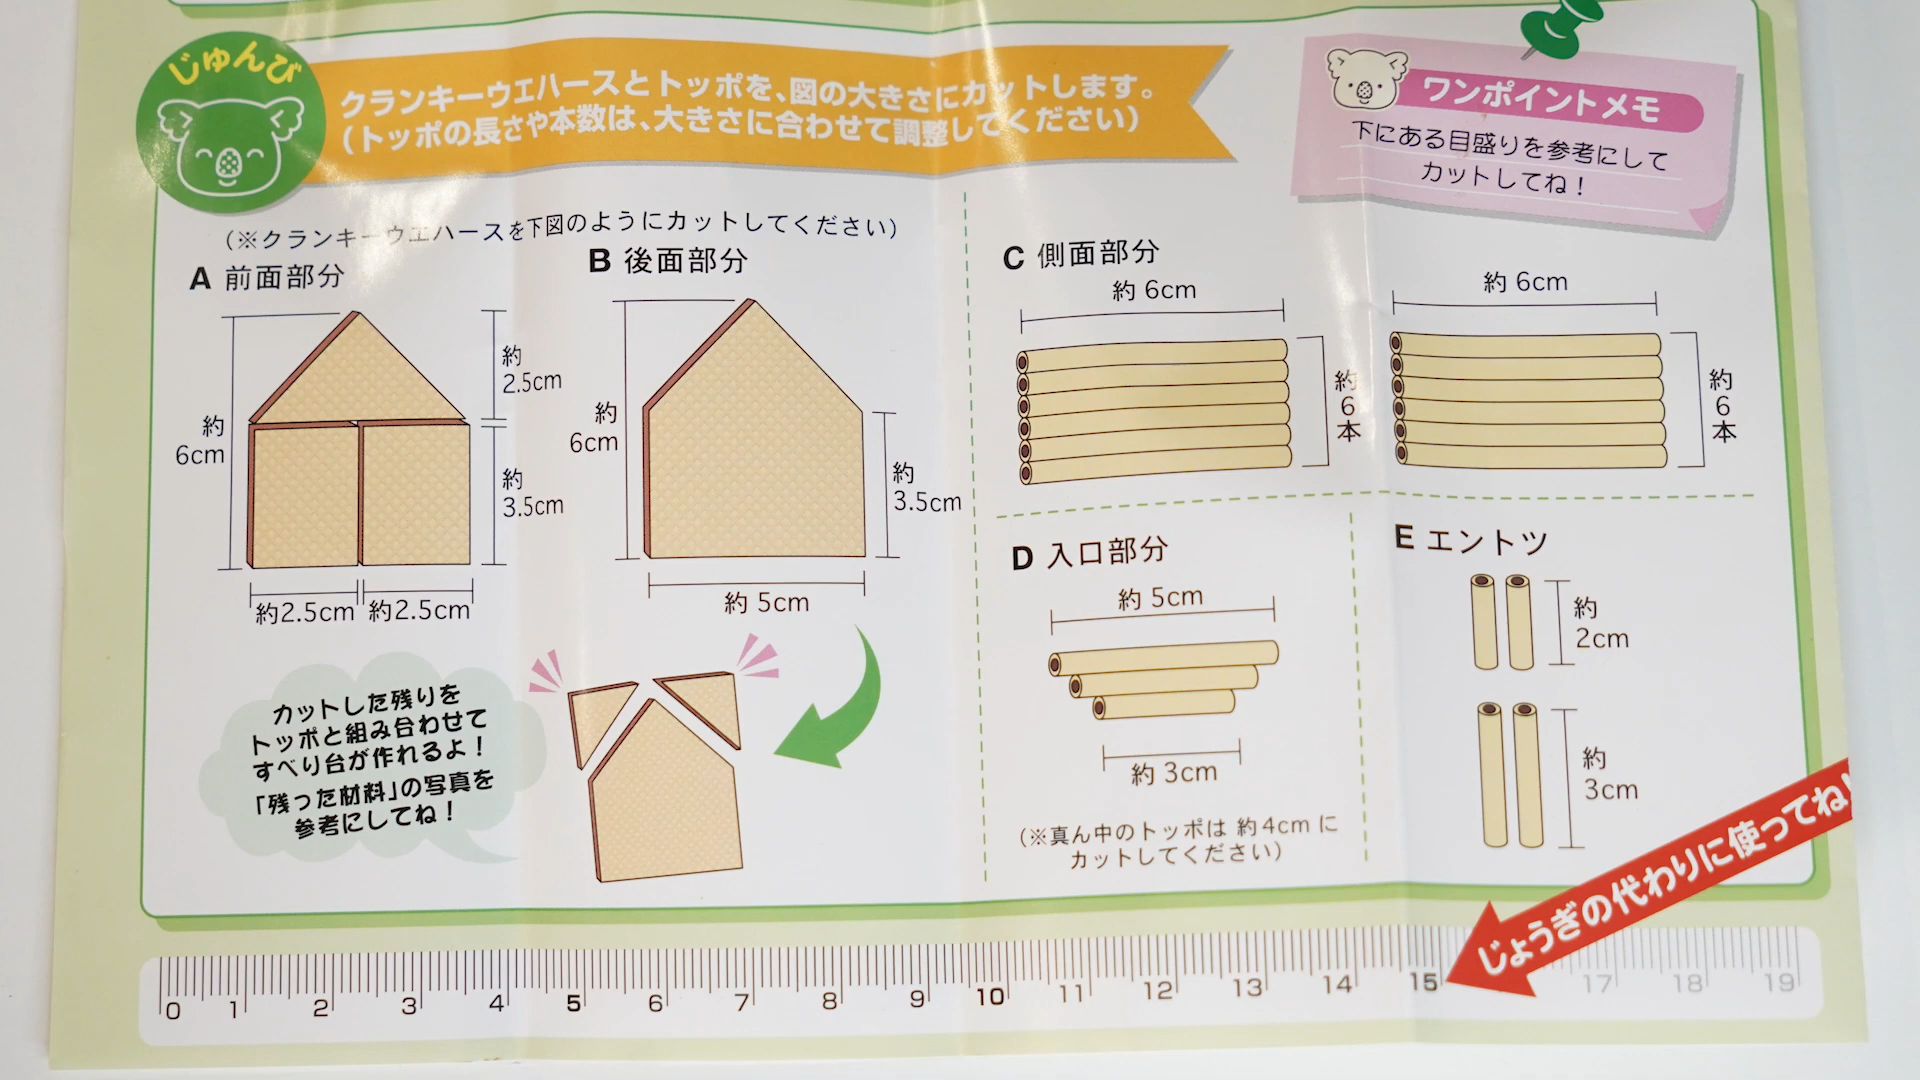 じゅんび
クランキーウエハースとトッポを、図の大きさにカットします。
(トッポの長さや本数は、大きさに合わせて調整してください)
ワンポイントメモ
下にある目盛りを参考にして
カットしてね!
(※クランキーウエハースを下図のようにカットしてください)
A 前面部分
約
6cm
約
2.5cm
約
3.5cm
約2.5cm
約2.5cm
B 後面部分
約
6cm
約
3.5cm
約 5cm
カットした残りを
トッポと組み合わせて
すべり台が作れるよ!
「残った材料」の写真を
参考にしてね!
C 側面部分
約 6cm
約
6
本
約 6cm
約
6
本
D 入口部分
約 5cm
約 3cm
(※真ん中のトッポは 約4cm に
カットしてください)
E エントツ
約
2cm
約
3cm
じょうぎの代わりに使ってね!
0 1 2 3 4 5 6 7 8 9 10 11 12 13 14 15 17 18 19